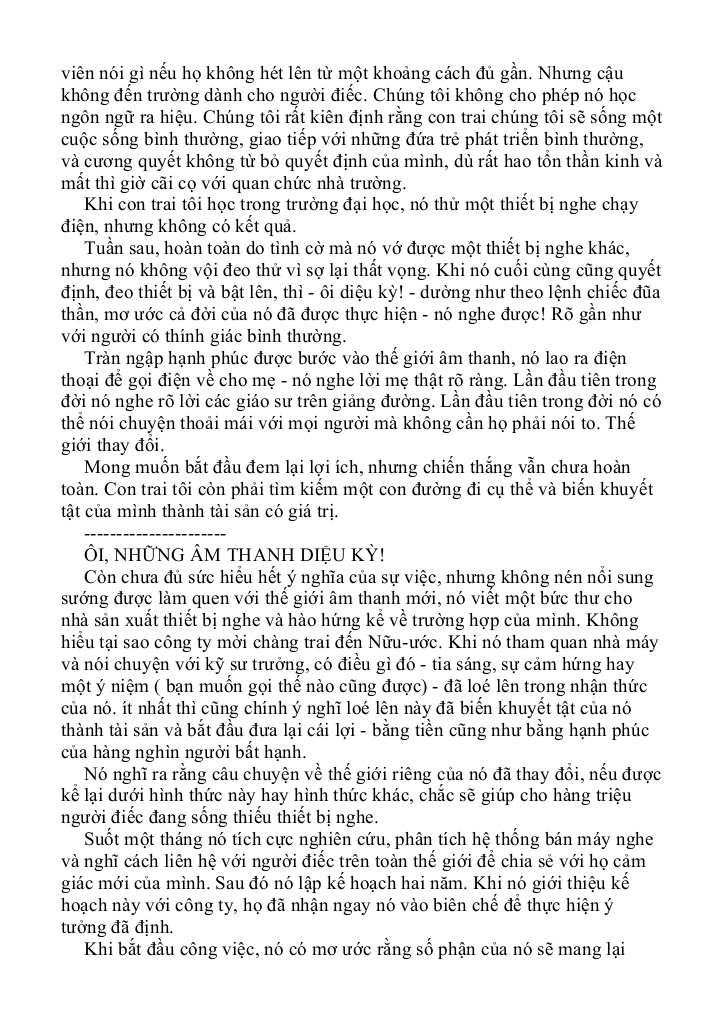 viên nói gì nếu họ không hét lên từ một khoảng cách đủ gần. Nhưng cậu
không đến trường dành cho người điếc. Chúng tôi không cho phép nó học
ngôn ngữ ra hiệu. Chúng tôi rất kiên định rằng con trai chúng tôi sẽ sống một
cuộc sống bình thường, giao tiếp với những đứa trẻ phát triển bình thường,
và cương quyết không từ bỏ quyết định của mình, dù rất hao tổn thần kinh và
mất thì giờ cãi cọ với quan chức nhà trường.
Khi con trai tôi học trong trường đại học, nó thử một thiết bị nghe chạy
điện, nhưng không có kết quả.
Tuần sau, hoàn toàn do tình cờ mà nó vớ được một thiết bị nghe khác,
nhưng nó không vội đeo thử vì sợ lại thất vọng. Khi nó cuối cùng cũng quyết
định, đeo thiết bị và bật lên, thì - ôi diệu kỳ! - dường như theo lệnh chiếc đũa
thần, mơ ước cả đời của nó đã được thực hiện - nó nghe được! Rõ gần như
với người có thính giác bình thường.
Tràn ngập hạnh phúc được bước vào thế giới âm thanh, nó lao ra điện
thoại để gọi điện về cho mẹ - nó nghe lời mẹ thật rõ ràng. Lần đầu tiên trong
đời nó nghe rõ lời các giáo sư trên giảng đường. Lần đầu tiên trong đời nó có
thể nói chuyện thoải mái với mọi người mà không cần họ phải nói to. Thế
giới thay đổi.
Mong muốn bắt đầu đem lại lợi ích, nhưng chiến thắng vẫn chưa hoàn
toàn. Con trai tôi còn phải tìm kiếm một con đường đi cụ thể và biến khuyết
tật của mình thành tài sản có giá trị.
----------------------
ÔI, NHỮNG ÂM THANH DIỆU KỲ!
Còn chưa đủ sức hiểu hết ý nghĩa của sự việc, nhưng không nén nổi sung
sướng được làm quen với thế giới âm thanh mới, nó viết một bức thư cho
nhà sản xuất thiết bị nghe và hào hứng kể về trường hợp của mình. Không
hiểu tại sao công ty mời chàng trai đến Nữu-ước. Khi nó tham quan nhà máy
và nói chuyện với kỹ sư trưởng, có điều gì đó - tia sáng, sự cảm hứng hay
một ý niệm ( bạn muốn gọi thế nào cũng được) - đã loé lên trong nhận thức
của nó. ít nhất thì cũng chính ý nghĩ loé lên này đã biến khuyết tật của nó
thành tài sản và bắt đầu đưa lại cái lợi - bằng tiền cũng như bằng hạnh phúc
của hàng nghìn người bất hạnh.
Nó nghĩ ra rằng câu chuyện về thế giới riêng của nó đã thay đổi, nếu được
kể lại dưới hình thức này hay hình thức khác, chắc sẽ giúp cho hàng triệu
người điếc đang sống thiếu thiết bị nghe.
Suốt một tháng nó tích cực nghiên cứu, phân tích hệ thống bán máy nghe
và nghĩ cách liên hệ với người điếc trên toàn thế giới để chia sẻ với họ cảm
giác mới của mình. Sau đó nó lập kế hoạch hai năm. Khi nó giới thiệu kế
hoạch này với công ty, họ đã nhận ngay nó vào biên chế để thực hiện ý
tưởng đã định.
Khi bắt đầu công việc, nó có mơ ước rằng số phận của nó sẽ mang lại